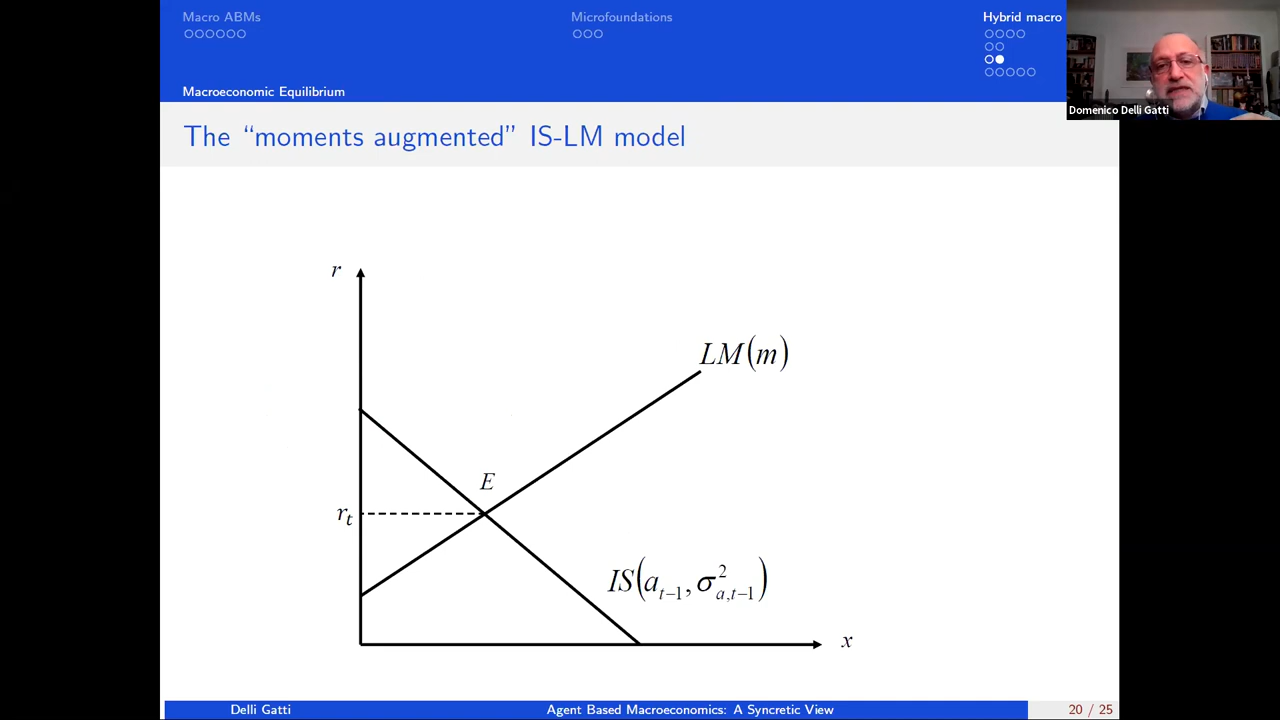 Macro ABMs
Microfoundations
Hybrid macro
Macroeconomic Equilibrium
Domenico Delli Gatti
The “moments augmented” IS-LM model
r
LM(m)
E
r_t
IS(a_{t−1}, σ²_{a,t−1})
x
Delli Gatti
Agent Based Macroeconomics: A Syncretic View
20 / 25